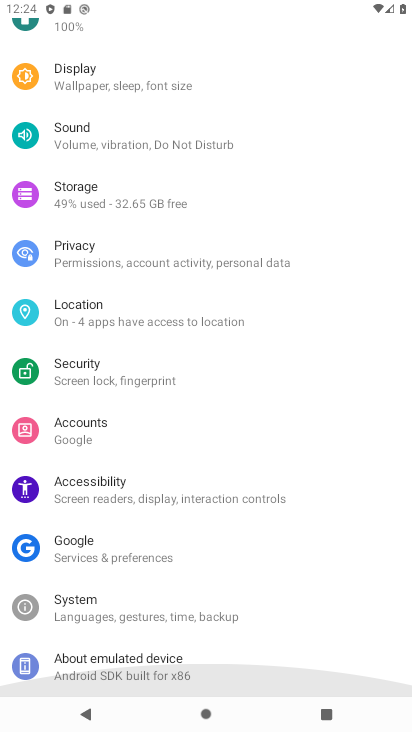 12:24
100%
Display
Wallpaper, sleep, font size
Sound
Volume, vibration, Do Not Disturb
Storage
49% used - 32.65 GB free
Privacy
Permissions, account activity, personal data
Location
On - 4 apps have access to location
Security
Screen lock, fingerprint
Accounts
Google
Accessibility
Screen readers, display, interaction controls
Google
Services & preferences
System
Languages, gestures, time, backup
About emulated device
Android SDK built for x86